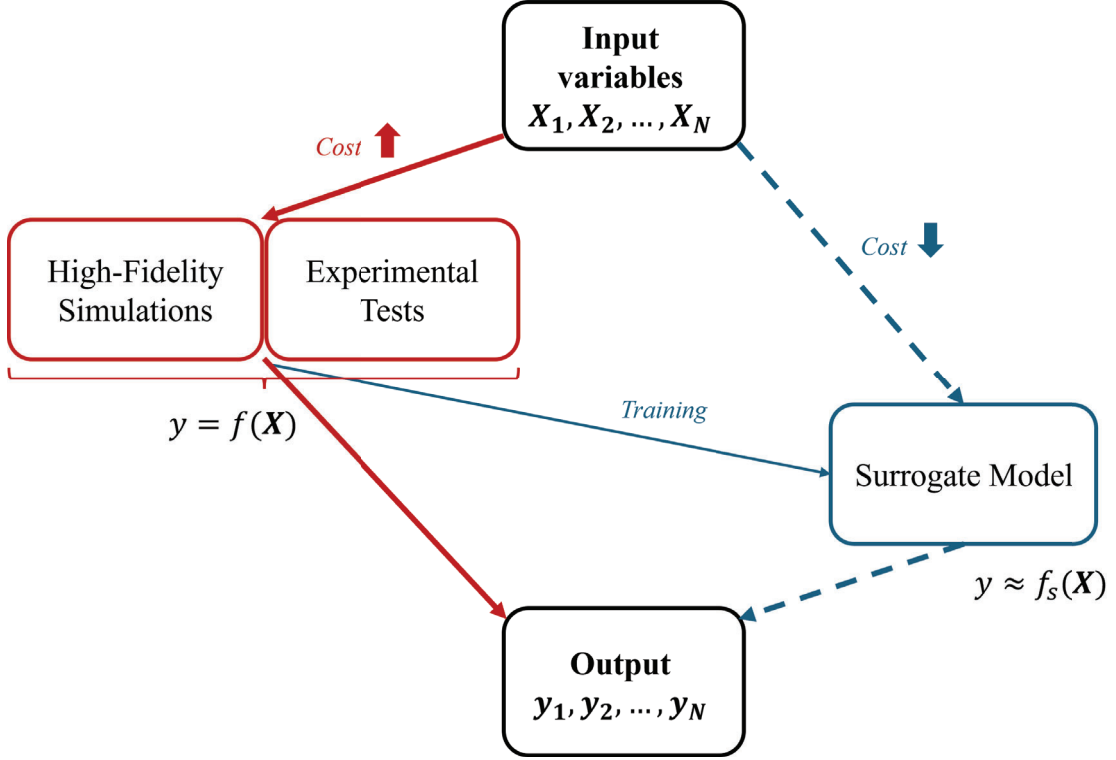 Input
variables
X₁, X₂, …, X_N
Cost
Cost
High-Fidelity
Simulations
Experimental
Tests
Training
y = f(X)
Surrogate Model
y ≈ fₛ(X)
Output
y₁, y₂, …, y_N